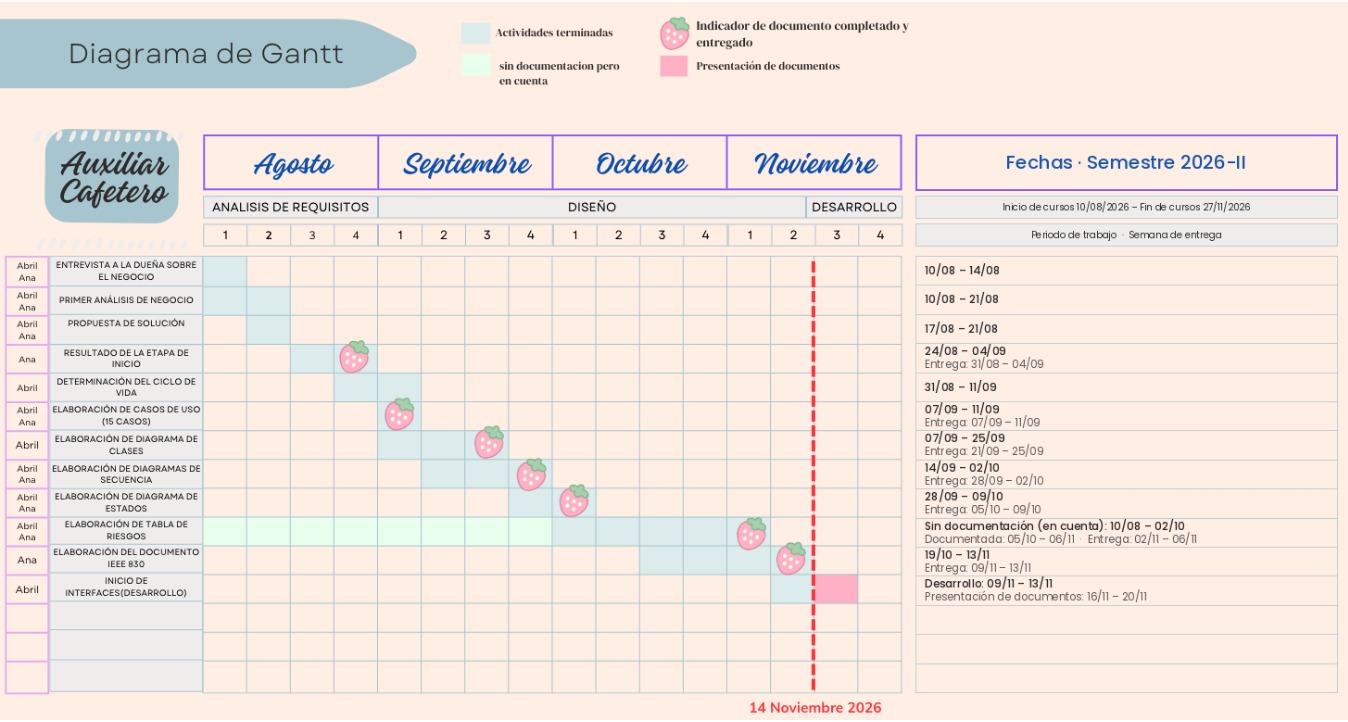 Diagrama de Gantt
Actividades terminadas
sin documentacion pero
en cuenta
Indicador de documento completado y
entregado
Presentación de documentos
Auxiliar
Cafetero
Agosto Septiembre Octubre Noviembre
Fechas · Semestre 2026-II
ANALISIS DE REQUISITOS DISEÑO DESARROLLO
Inicio de cursos 10/08/2026 – Fin de cursos 27/11/2026
1 2 3 4 1 2 3 4 1 2 3 4 1 2 3 4
Periodo de trabajo · Semana de entrega
Abril
Ana
ENTREVISTA A LA DUEÑA SOBRE
EL NEGOCIO
10/08 – 14/08
Abril
Ana
PRIMER ANÁLISIS DE NEGOCIO
10/08 – 21/08
Abril
Ana
PROPUESTA DE SOLUCIÓN
17/08 – 21/08
Ana
RESULTADO DE LA ETAPA DE
INICIO
24/08 – 04/09
Entrega: 31/08 – 04/09
Abril
DETERMINACIÓN DEL CICLO DE
VIDA
31/08 – 11/09
Abril
Ana
ELABORACIÓN DE CASOS DE USO
(15 CASOS)
07/09 – 11/09
Entrega: 07/09 – 11/09
Abril
ELABORACIÓN DE DIAGRAMA DE
CLASES
07/09 – 25/09
Entrega: 21/09 – 25/09
Abril
Ana
ELABORACIÓN DE DIAGRAMAS DE
SECUENCIA
14/09 – 02/10
Entrega: 28/09 – 02/10
Abril
Ana
ELABORACIÓN DE DIAGRAMA DE
ESTADOS
28/09 – 09/10
Entrega: 05/10 – 09/10
Abril
Ana
ELABORACIÓN DE TABLA DE
RIESGOS
Sin documentación (en cuenta): 10/08 – 02/10
Documentada: 05/10 – 06/11 · Entrega: 02/11 – 06/11
Ana
ELABORACIÓN DEL DOCUMENTO
IEEE 830
19/10 – 13/11
Entrega: 09/11 – 13/11
Abril
INICIO DE
INTERFACES(DESARROLLO)
Desarrollo: 09/11 – 13/11
Presentación de documentos: 16/11 – 20/11
14 Noviembre 2026